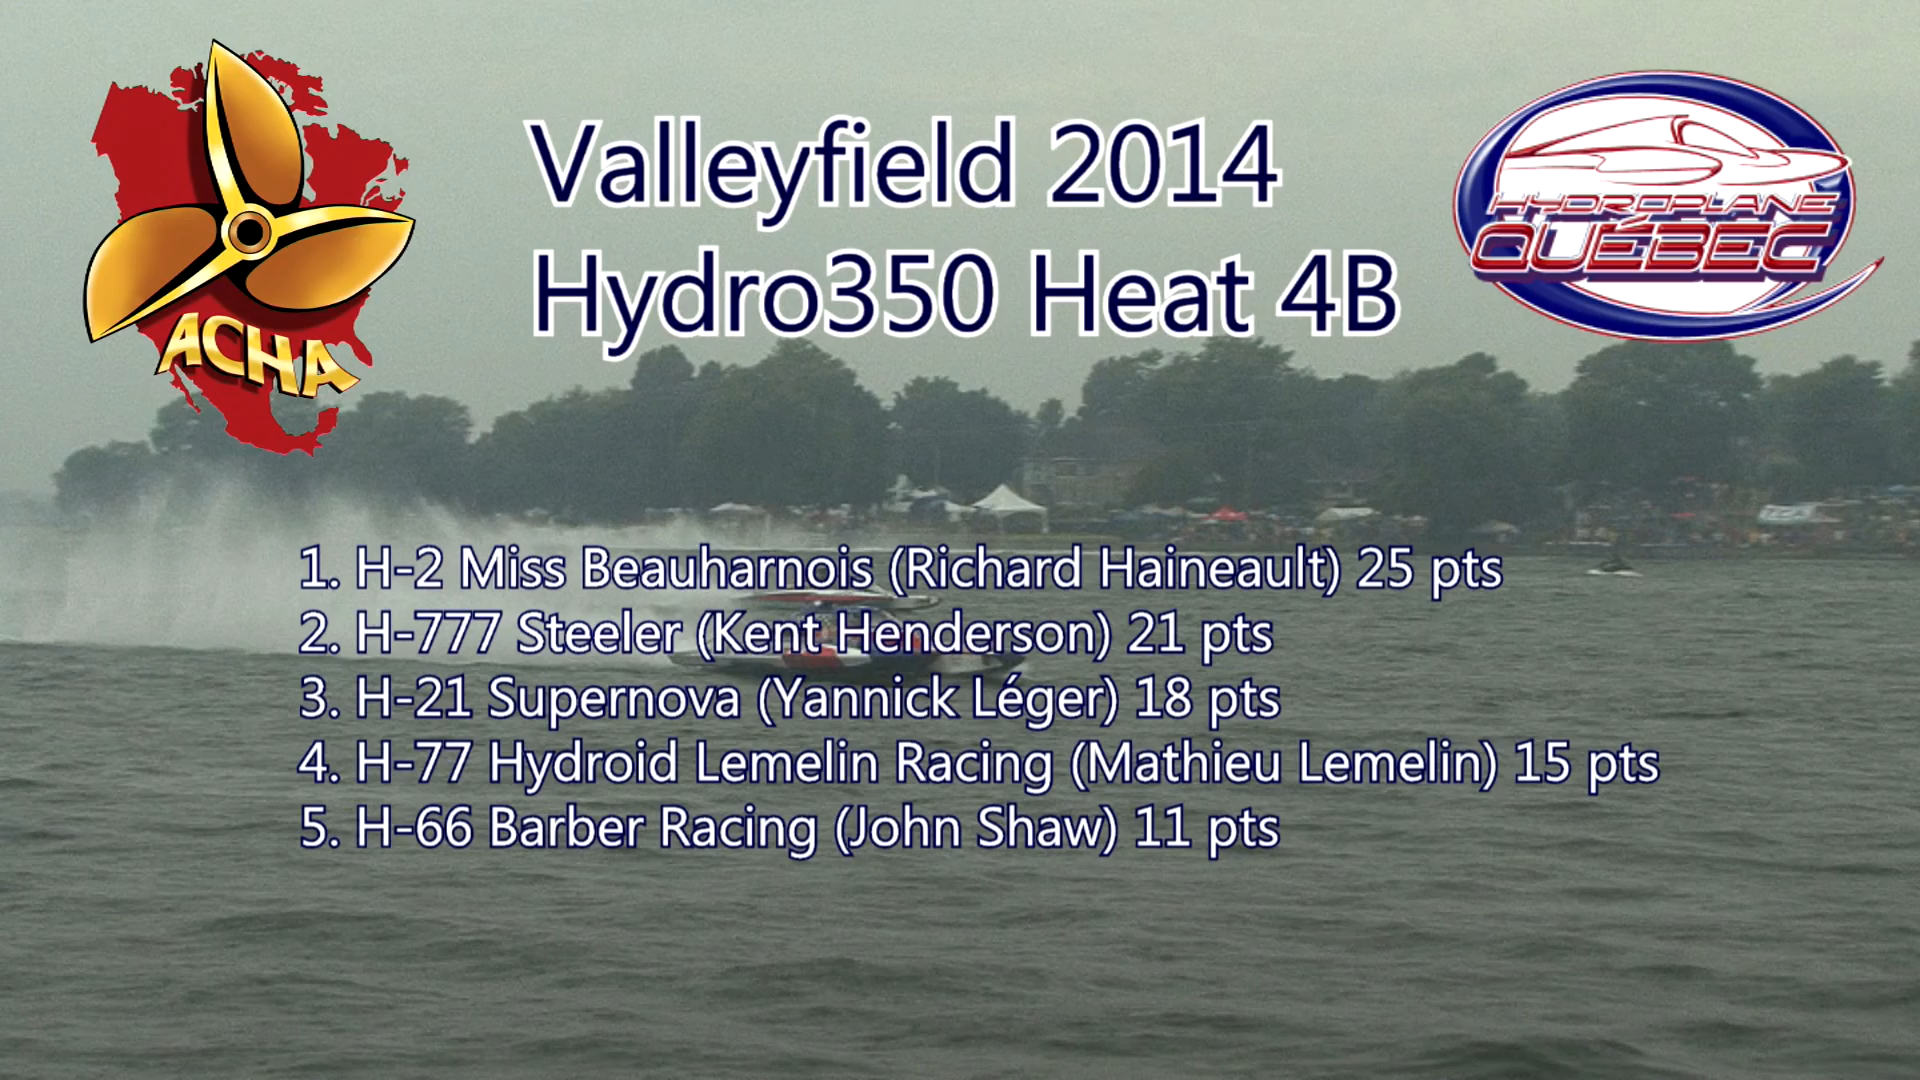 ACHA
Valleyfield 2014
Hydro350 Heat 4B
HYDROPLANE
QUÉBEC
1. H-2 Miss Beauharnois (Richard Haineault) 25 pts
2. H-777 Steeler (Kent Henderson) 21 pts
3. H-21 Supernova (Yannick Léger) 18 pts
4. H-77 Hydroid Lemelin Racing (Mathieu Lemelin) 15 pts
5. H-66 Barber Racing (John Shaw) 11 pts